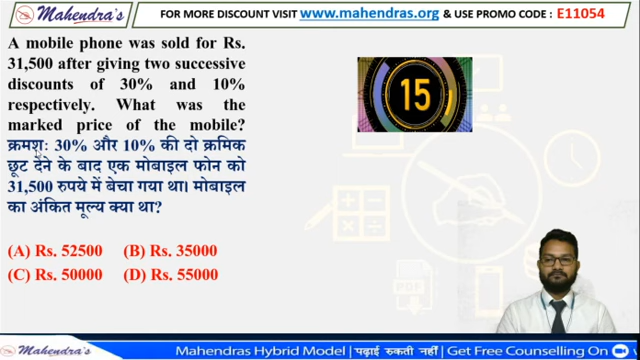 Mahendra's
FOR MORE DISCOUNT VISIT www.mahendras.org & USE PROMO CODE : E11054
A mobile phone was sold for Rs.
31,500 after giving two successive
discounts of 30% and 10%
respectively. What was the
marked price of the mobile?
क्रमशः 30% और 10% की दो क्रमिक
छूट देने के बाद एक मोबाइल फोन को
31,500 रुपये में बेचा गया था। मोबाइल
का अंकित मूल्य क्या था?
(A) Rs. 52500 (B) Rs. 35000
(C) Rs. 50000 (D) Rs. 55000
15
PDF
Mahendra's
Mahendras Hybrid Model | पढ़ाई रुकती नहीं | Get Free Counselling On